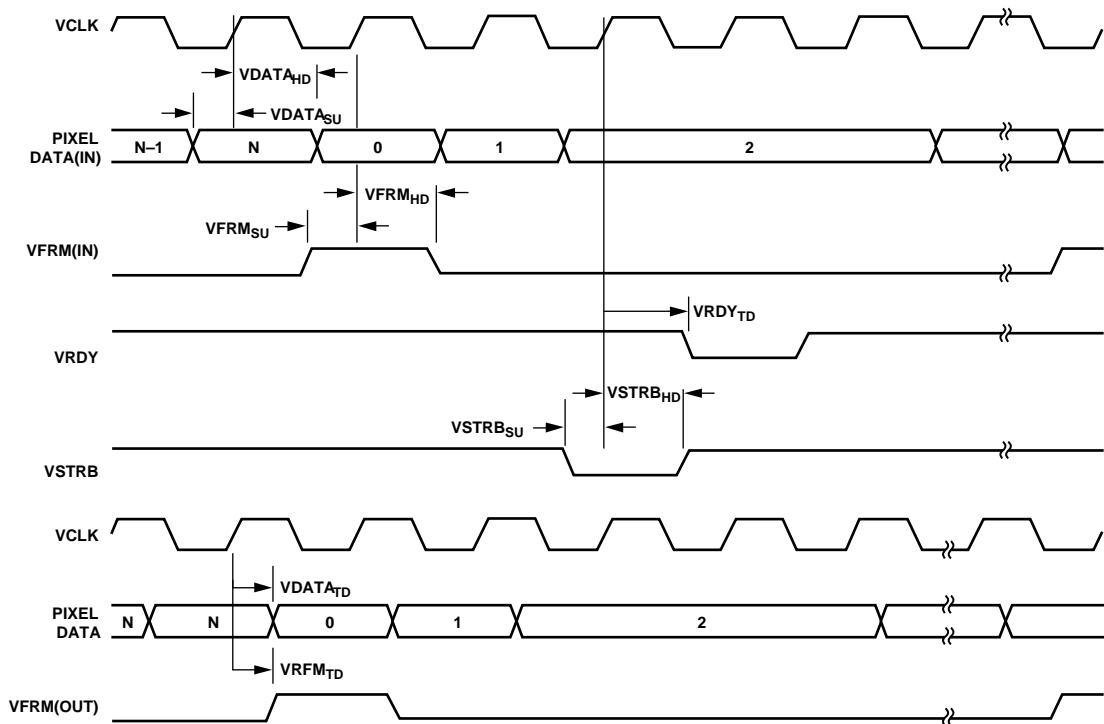 VCLK
VDATAHD
VDATASU
PIXEL
DATA(IN)
N–1 N 0 1 2
VFRMHD
VFRMSU
VFRM(IN)
VRDYTD
VRDY
VSTRBHD
VSTRBSU
VSTRB
VCLK
VDATATD
PIXEL
DATA
N N 0 1 2
VRFMTD
VFRM(OUT)